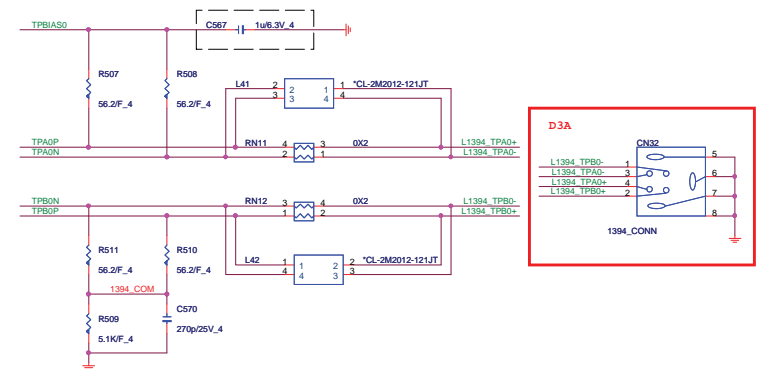 TPBIAS0
C567 1u/6.3V_4
R507
56.2/F_4
R508
56.2/F_4
L41 2 3 2 3 1 4 1 4 *CL-2M2012-121JT
TPA0P
TPA0N
RN11 4 2 3 1 0X2
L1394_TPA0+
L1394_TPA0-
TPB0N
TPB0P
RN12 3 1 4 2 0X2
L1394_TPB0-
L1394_TPB0+
R511
56.2/F_4
R510
56.2/F_4
L42 1 4 1 4 2 3 2 3 *CL-2M2012-121JT
1394_COM
R509
5.1K/F_4
C570
270p/25V_4
D3A
CN32
L1394_TPB0- 1 5
L1394_TPA0- 3 6
L1394_TPA0+ 4 7
L1394_TPB0+ 2 8
1394_CONN